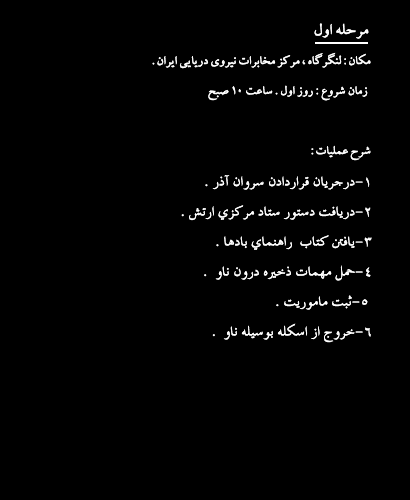 مرحله اول
مکان : لنگرگاه ، مرکز مخابرات نیروی دریایی ایران .
زمان شروع : روز اول . ساعت ۱۰ صبح
شرح عملیات :
۱-درجریان قراردادن سروان آذر .
۲-دریافت دستور ستاد مرکزي ارتش .
۳-یافتن کتاب راهنماي بادها .
٤-حمل مهمات ذخیره درون ناو .
۵-ثبت ماموریت .
٦-خروج از اسکله بوسیله ناو .